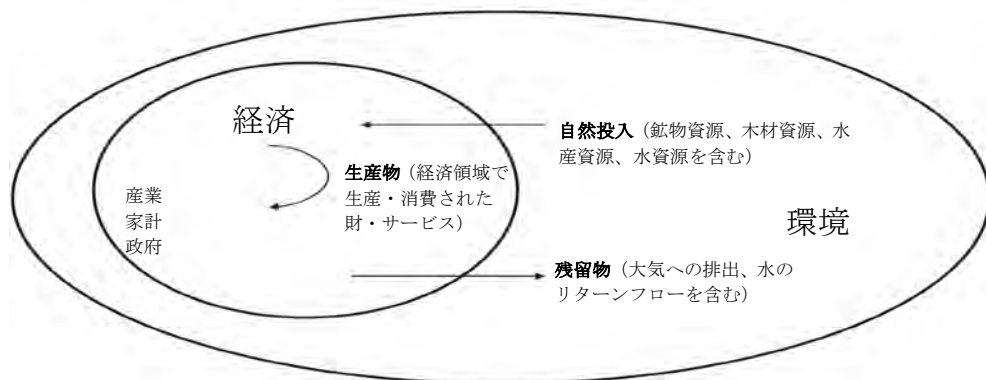 経済
自然投入（鉱物資源、木材資源、水
産資源、水資源を含む）
生産物（経済領域で
生産・消費された
財・サービス）
産業
家計
政府
環境
残留物（大気への排出、水の
リターンフローを含む）